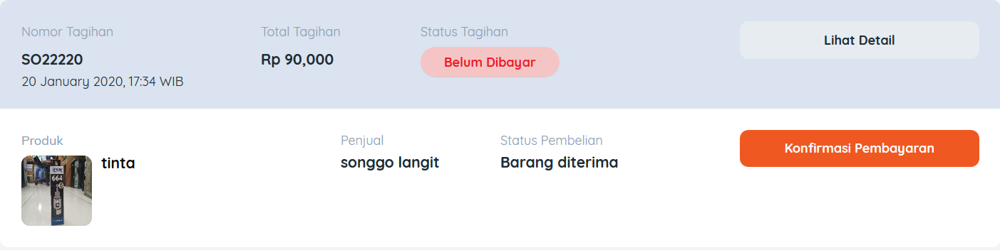 Nomor Tagihan
Total Tagihan
Status Tagihan
Lihat Detail
SO22220
Rp 90,000
Belum Dibayar
20 January 2020, 17:34 WIB
Produk
Penjual
Status Pembelian
Konfirmasi Pembayaran
tinta
songgo langit
Barang diterima
664